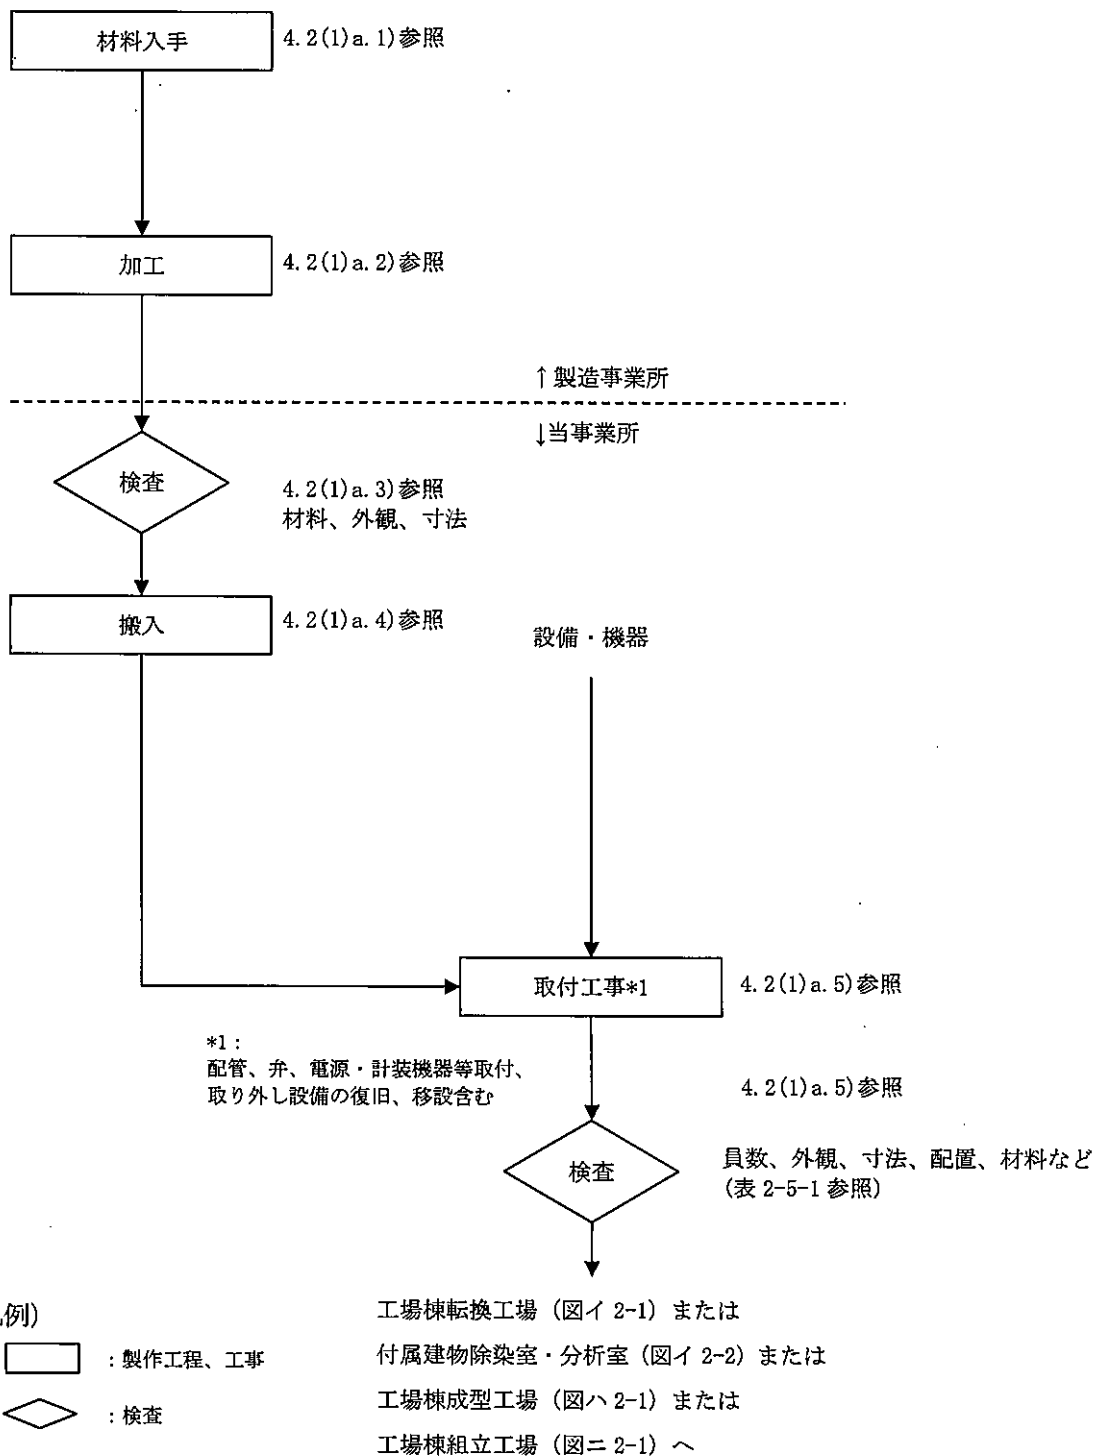 材料入手
4.2(1)a.1)参照
加工
4.2(1)a.2)参照
↑製造事業所
↓当事業所
検査
4.2(1)a.3)参照
材料、外観、寸法
搬入
4.2(1)a.4)参照
設備・機器
取付工事*1
4.2(1)a.5)参照
*1:
配管、弁、電源・計装機器等取付、
取り外し設備の復旧、移設含む
4.2(1)a.5)参照
検査
員数、外観、寸法、配置、材料など
(表 2-5-1 参照)
例)
:製作工程、工事
:検査
工場棟転換工場（図イ 2-1）または
付属建物除染室・分析室（図イ 2-2）または
工場棟成型工場（図ハ 2-1）または
工場棟組立工場（図ニ 2-1）へ